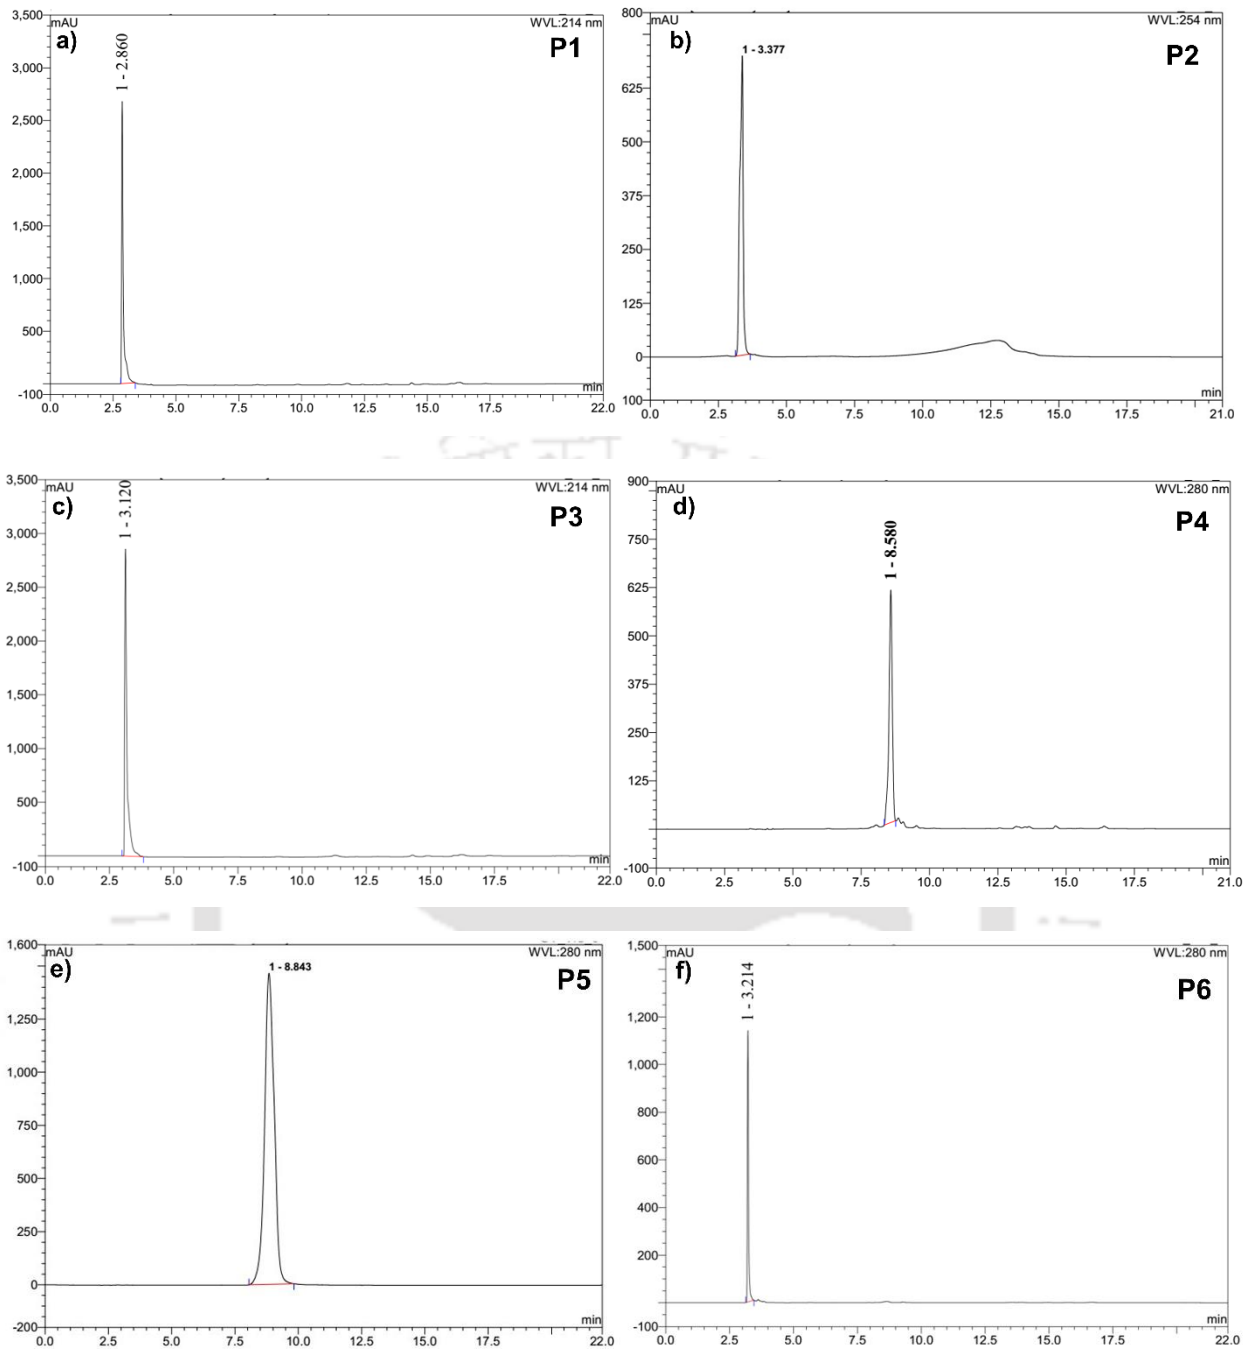 a)
mAU
WVL:214 nm
P1
1 - 2.860
3,500
3,000
2,500
2,000
1,500
1,000
500
-100
min
0.0 2.5 5.0 7.5 10.0 12.5 15.0 17.5 22.0
b)
mAU
WVL:254 nm
P2
1 - 3.377
800
625
500
375
250
125
0
100
min
0.0 2.5 5.0 7.5 10.0 12.5 15.0 17.5 21.0
c)
mAU
WVL:214 nm
P3
1 - 3.120
3,500
3,000
2,500
2,000
1,500
1,000
500
-100
min
0.0 2.5 5.0 7.5 10.0 12.5 15.0 17.5 22.0
d)
mAU
WVL:280 nm
P4
1 - 8.580
900
750
625
500
375
250
125
-100
min
0.0 2.5 5.0 7.5 10.0 12.5 15.0 17.5 21.0
e)
mAU
WVL:280 nm
P5
1 - 8.843
1,600
1,250
1,000
750
500
250
0
-200
min
0.0 2.5 5.0 7.5 10.0 12.5 15.0 17.5 22.0
f)
mAU
WVL:280 nm
P6
1 - 3.214
1,500
1,200
1,000
800
600
400
200
-100
min
0.0 2.5 5.0 7.5 10.0 12.5 15.0 17.5 22.0